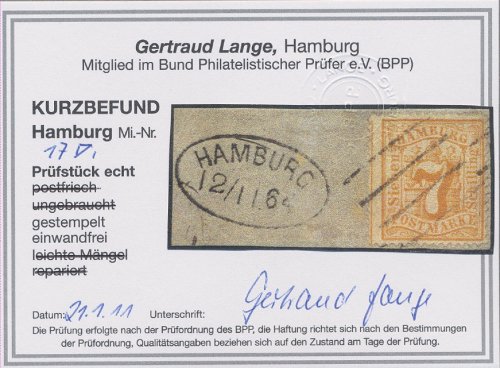 Gertraud Lange, Hamburg
Mitglied im Bund Philatelistischer Prüfer e.V. (BPP)
KURZBEFUND
Hamburg Mi.-Nr.
17
Prüfstück echt
postfrisch
ungebraucht
gestempelt
einwandfrei
leichte Mängel
repariert
HAMBURG
12/11 64
HAMBURG
7
POSTMARKE
Datum: 21.1.11 Unterschrift: Gertraud Lange
Die Prüfung erfolgte nach der Prüfordnung des BPP, die Haftung richtet sich nach den Bestimmungen
der Prüfordnung, Qualitätsangaben beziehen sich auf den Zustand am Tage der Prüfung.